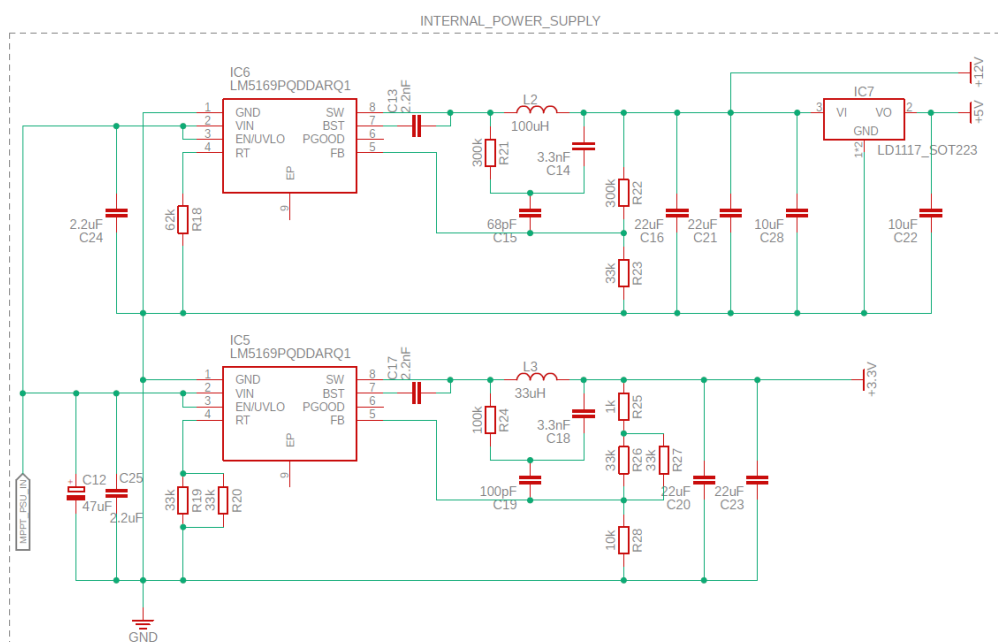 INTERNAL_POWER_SUPPLY
IC6
LM5169PQDDARQ1
1 GND SW 8
2 VIN BST 7
3 EN/UVLO PGOOD 6
4 RT FB 5
EP
9
C13
2.2nF
L2
100uH
300k
R21
3.3nF
C14
68pF
C15
300k
R22
33k
R23
22uF
C16
22uF
C21
10uF
C28
IC7
3 VI VO 2
GND
1*2
LD1117_SOT223
10uF
C22
+12V
+5V
2.2uF
C24
62k
R18
IC5
LM5169PQDDARQ1
1 GND SW 8
2 VIN BST 7
3 EN/UVLO PGOOD 6
4 RT FB 5
EP
9
C17
2.2nF
L3
33uH
100k
R24
3.3nF
C18
100pF
C19
1k
R25
33k
R26
33k
R27
10k
R28
22uF
C20
22uF
C23
+3.3V
MPPT_PSU_IN
+
C12
47uF
C25
2.2uF
33k
R19
33k
R20
GND